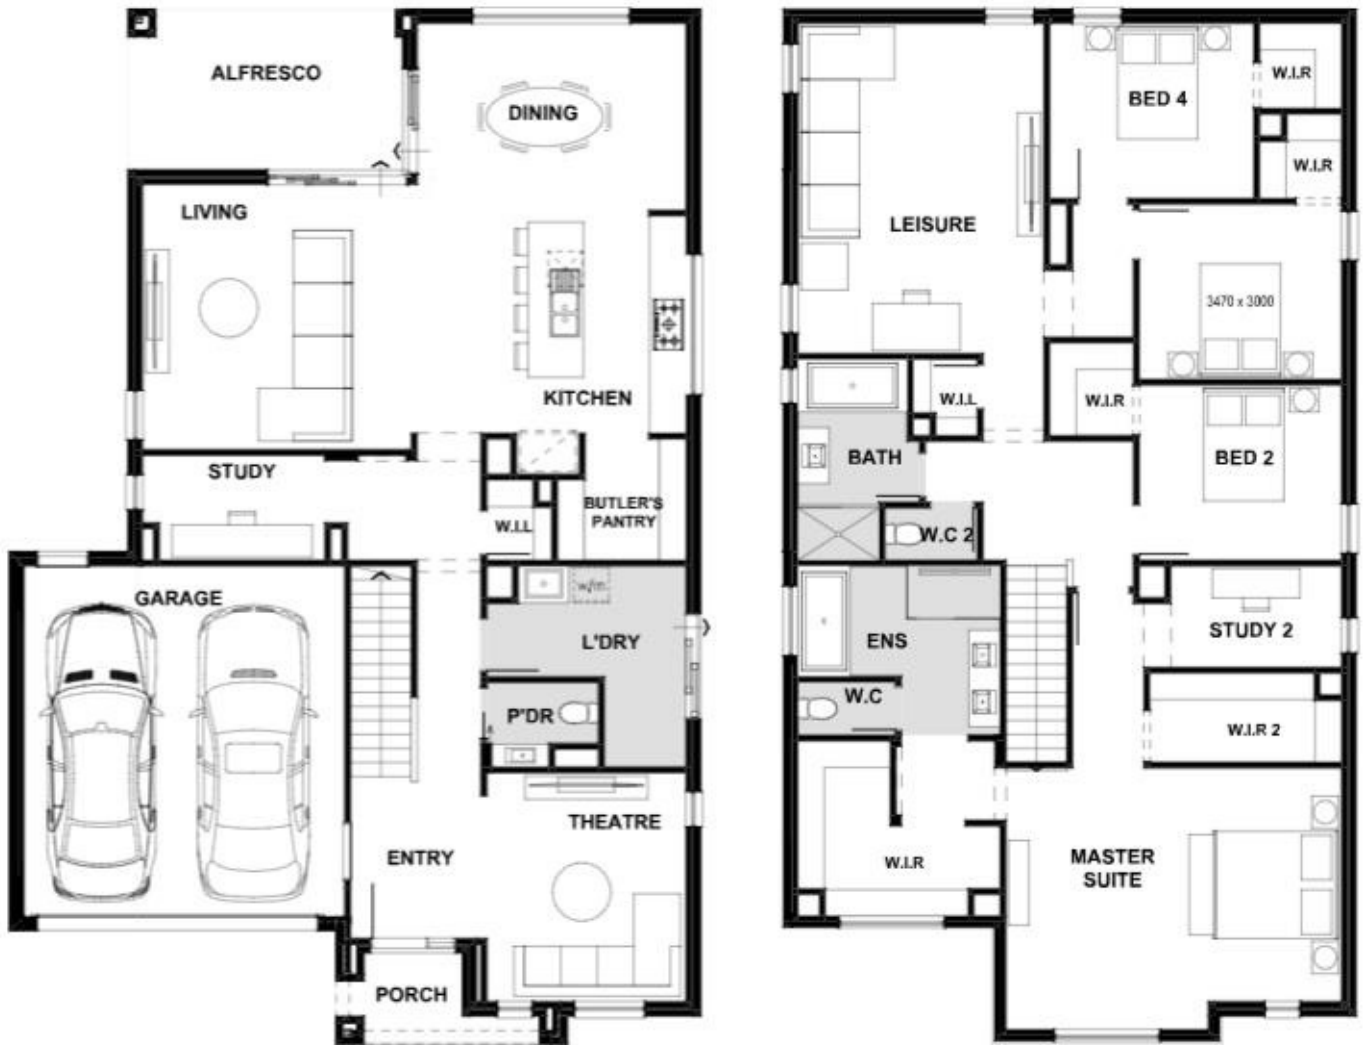 ALFRESCO
DINING
LIVING
KITCHEN
STUDY
W.I.L
BUTLER'S
PANTRY
GARAGE
w/m
L'DRY
P'DR
THEATRE
ENTRY
PORCH
LEISURE
BED 4
W.I.R
W.I.R
3470 x 3000
W.I.L
W.I.R
BATH
BED 2
W.C 2
ENS
STUDY 2
W.C
W.I.R 2
W.I.R
MASTER
SUITE